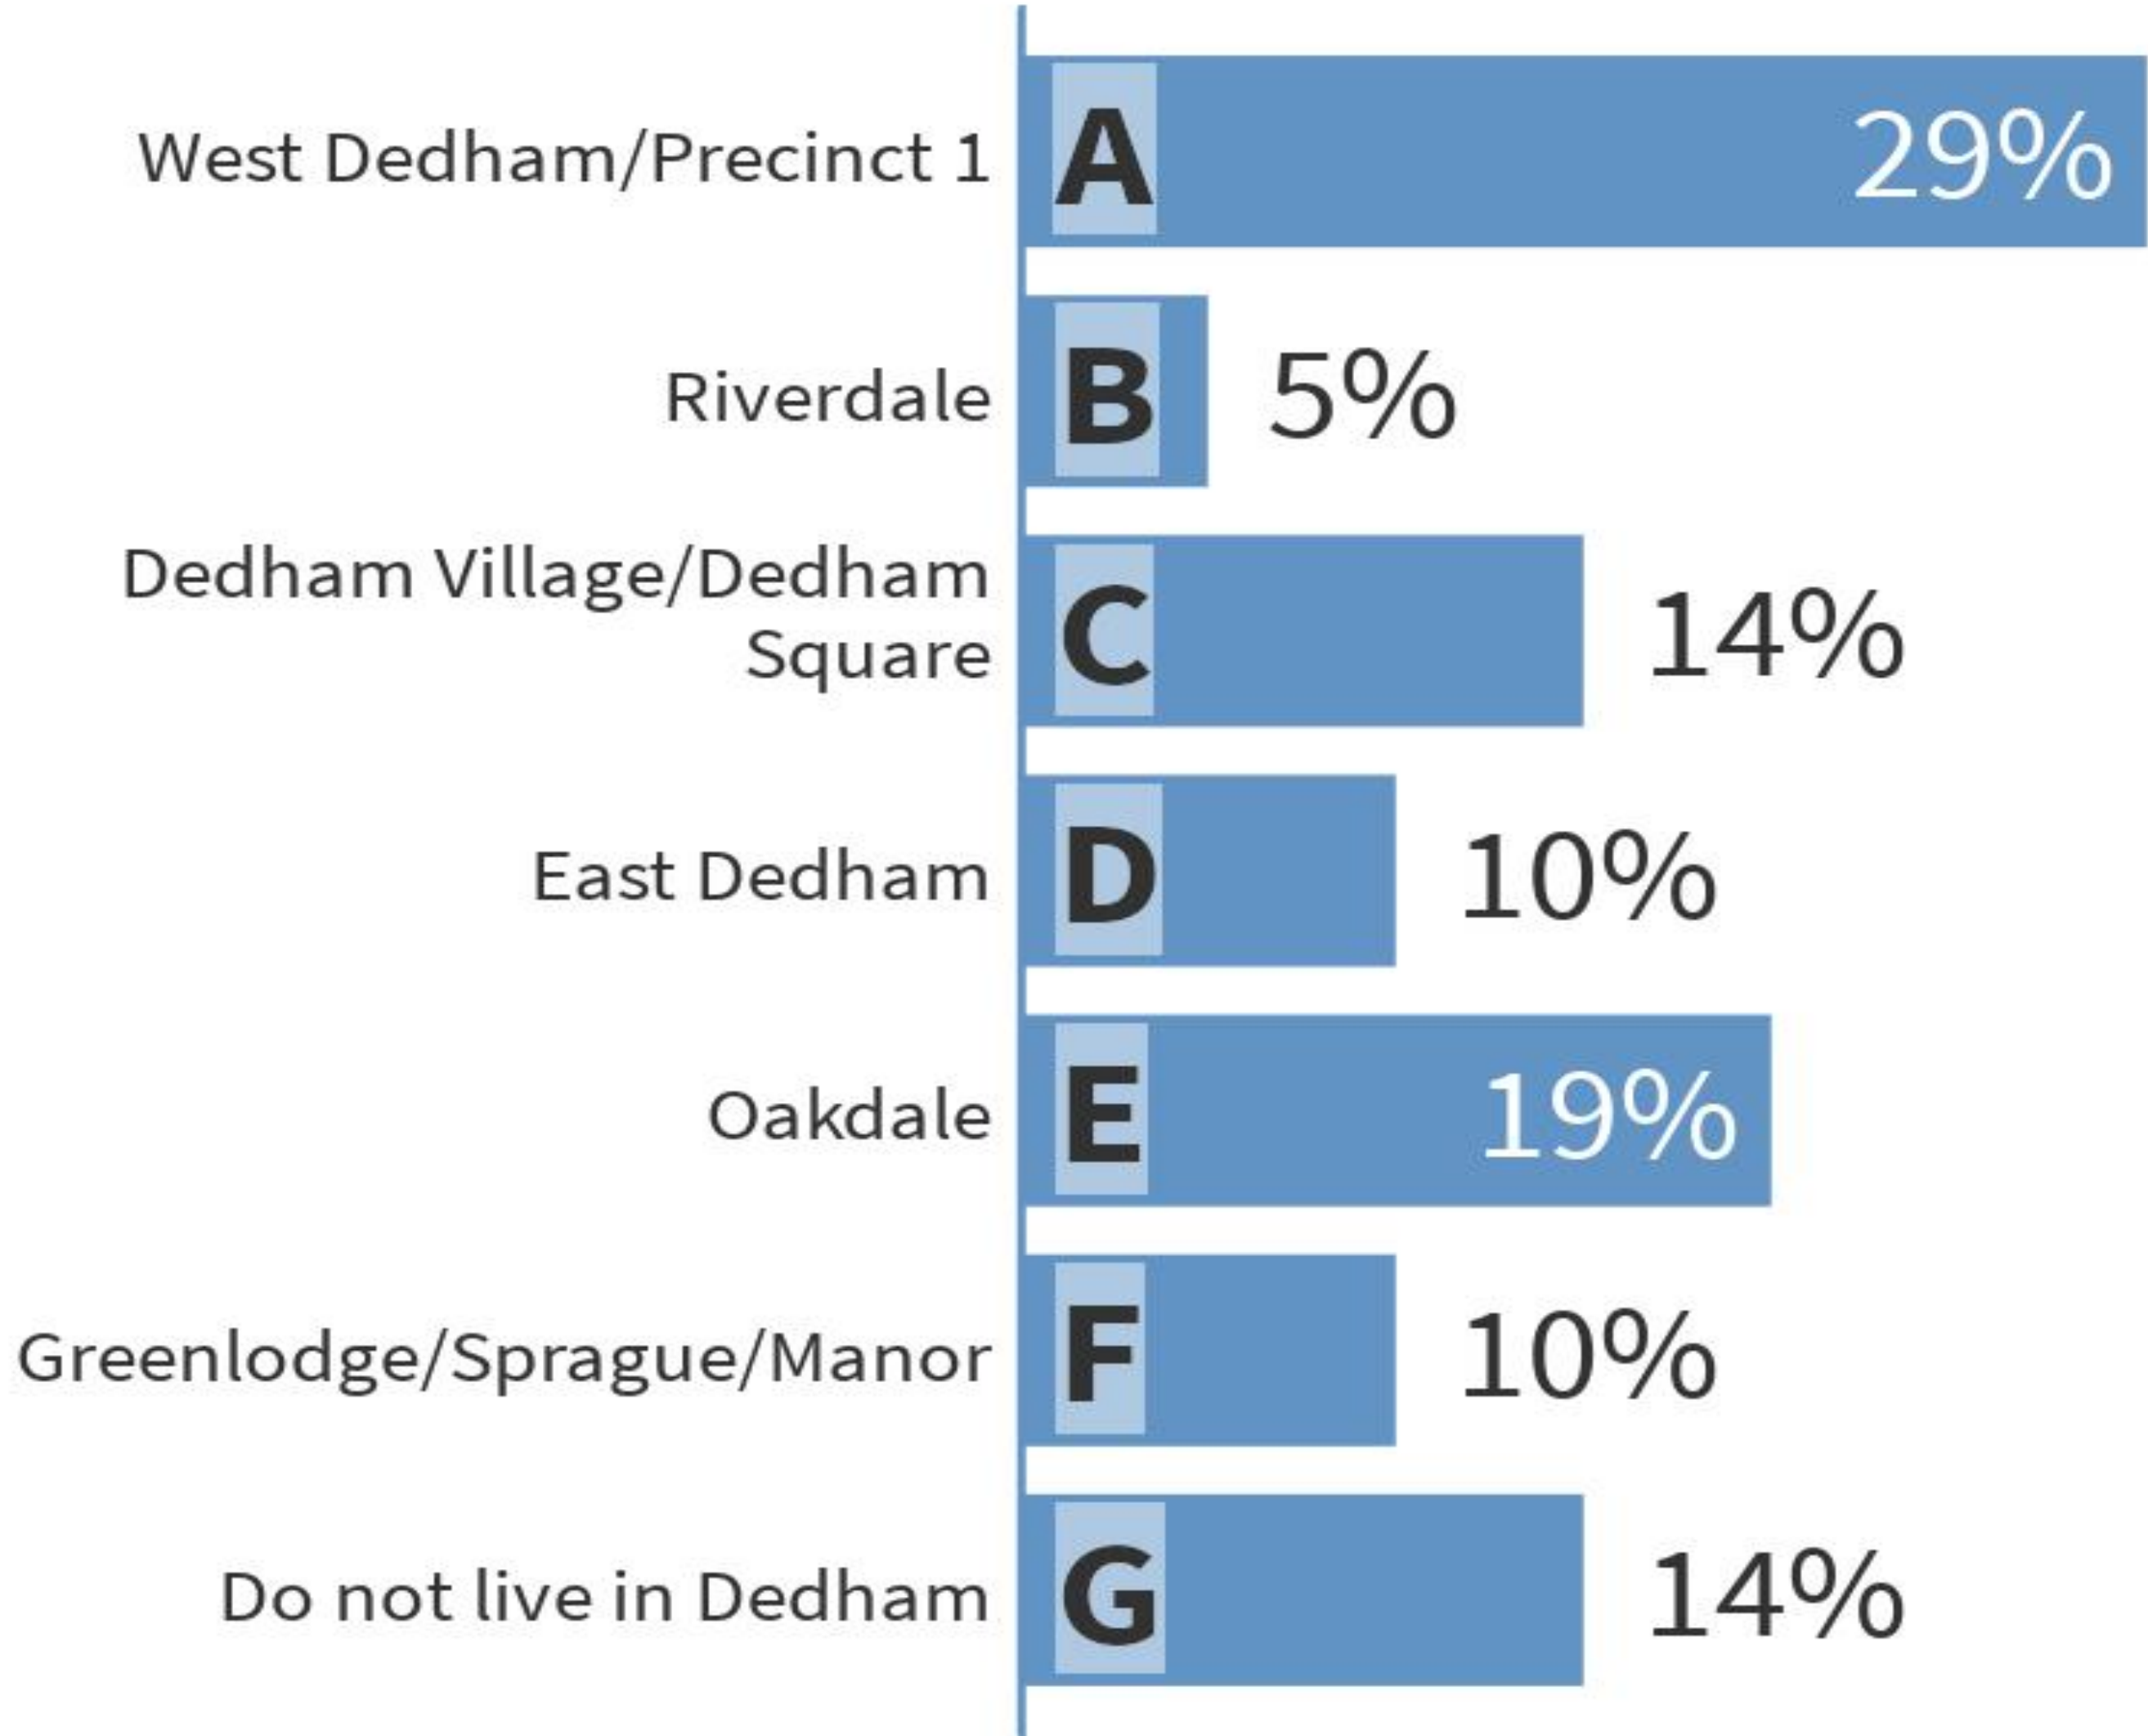 West Dedham/Precinct 1 A 29%
Riverdale B 5%
Dedham Village/Dedham
Square C 14%
East Dedham D 10%
Oakdale E 19%
Greenlodge/Sprague/Manor F 10%
Do not live in Dedham G 14%